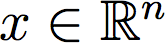 x ∈ ℝⁿ